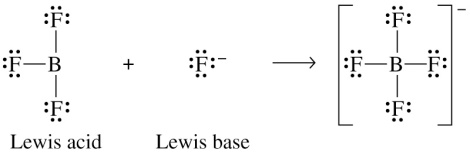 F F
F B + F– → F B F –
F F
Lewis acid Lewis base